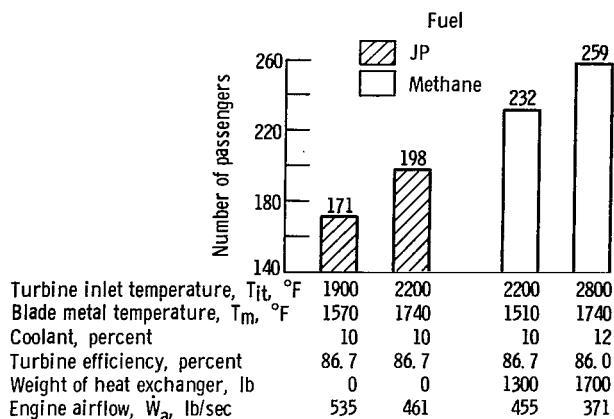 Fuel
JP
Methane
Number of passengers
260
220
180
140
171
198
232
259
Turbine inlet temperature, Tit, °F 1900 2200 2200 2800
Blade metal temperature, Tm, °F 1570 1740 1510 1740
Coolant, percent 10 10 10 12
Turbine efficiency, percent 86.7 86.7 86.7 86.0
Weight of heat exchanger, lb 0 0 1300 1700
Engine airflow, Ẇa, lb/sec 535 461 455 371